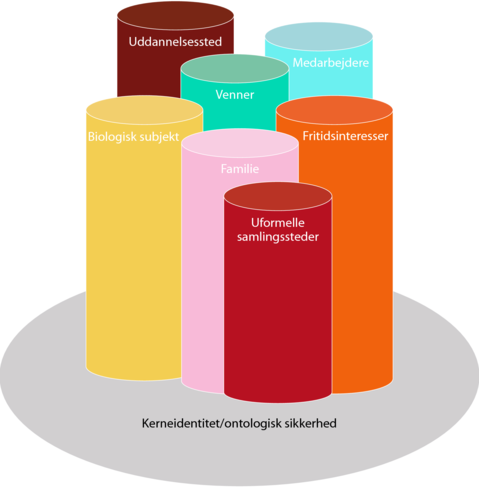 Uddannelsessted
Medarbejdere
Venner
Biologisk subjekt
Fritidsinteresser
Familie
Uformelle
samlingssteder
Kerneidentitet/ontologisk sikkerhed